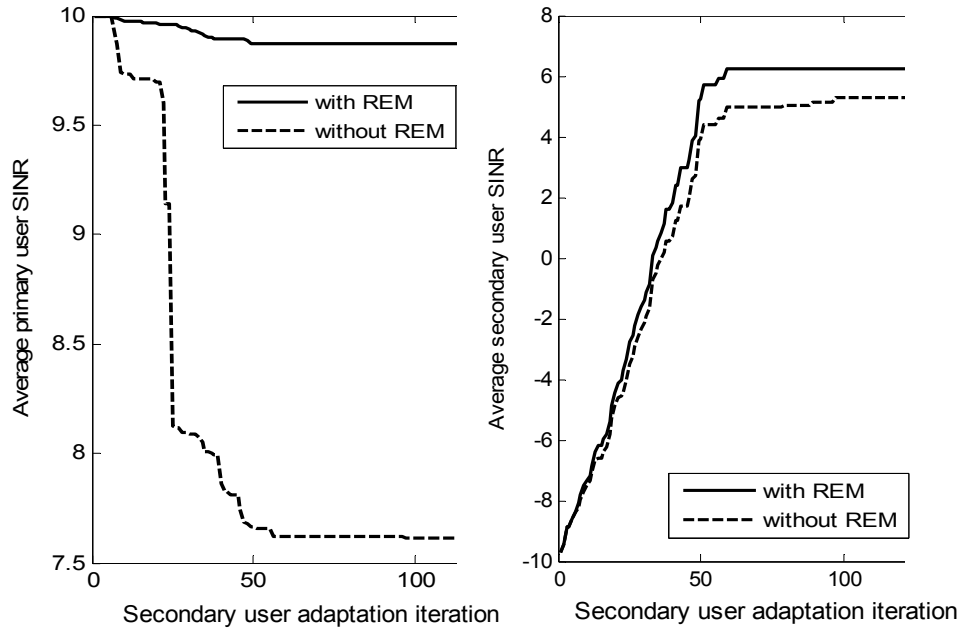 10
9.5
9
8.5
8
7.5
0
50
100
Average primary user SINR
Secondary user adaptation iteration
with REM
without REM
8
6
4
2
0
-2
-4
-6
-8
-10
0
50
100
Average secondary user SINR
Secondary user adaptation iteration
with REM
without REM